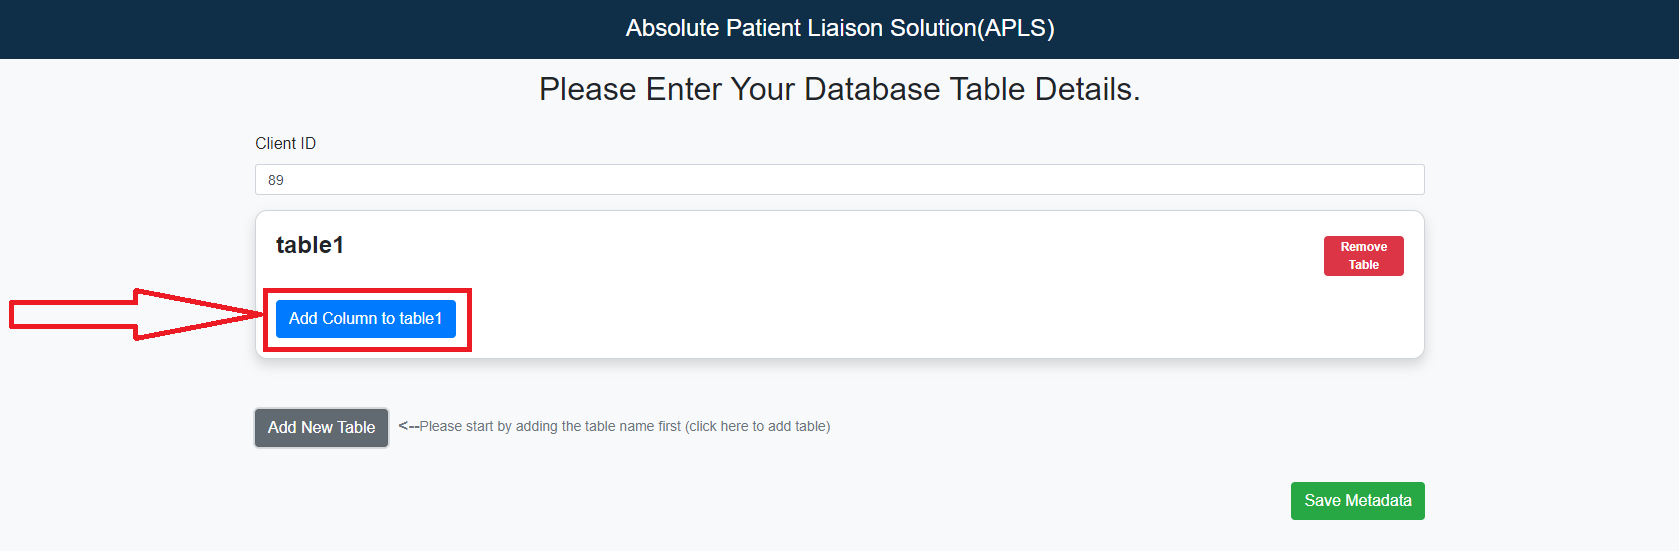 Absolute Patient Liaison Solution(APLS)
Please Enter Your Database Table Details.
Client ID
89
table1
Remove
Table
Add Column to table1
Add New Table <--Please start by adding the table name first (click here to add table)
Save Metadata